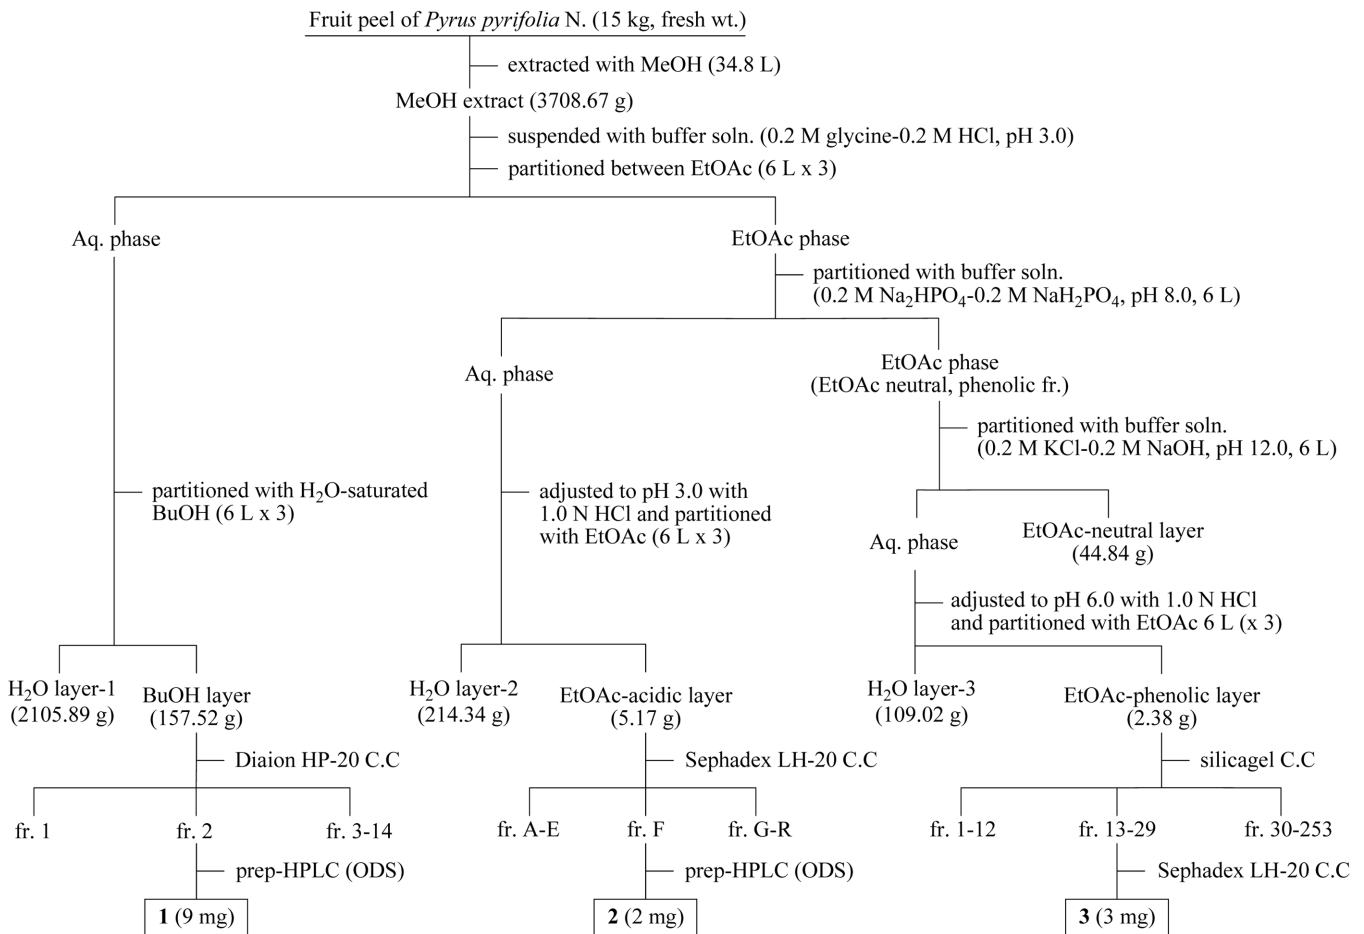 Fruit peel of Pyrus pyrifolia N. (15 kg, fresh wt.)
extracted with MeOH (34.8 L)
MeOH extract (3708.67 g)
suspended with buffer soln. (0.2 M glycine-0.2 M HCl, pH 3.0)
partitioned between EtOAc (6 L x 3)
Aq. phase
EtOAc phase
partitioned with buffer soln.
(0.2 M Na₂HPO₄-0.2 M NaH₂PO₄, pH 8.0, 6 L)
Aq. phase
EtOAc phase
(EtOAc neutral, phenolic fr.)
partitioned with buffer soln.
(0.2 M KCl-0.2 M NaOH, pH 12.0, 6 L)
partitioned with H₂O-saturated
BuOH (6 L x 3)
adjusted to pH 3.0 with
1.0 N HCl and partitioned
with EtOAc (6 L x 3)
Aq. phase
EtOAc-neutral layer
(44.84 g)
adjusted to pH 6.0 with 1.0 N HCl
and partitioned with EtOAc 6 L (x 3)
H₂O layer-1
(2105.89 g)
BuOH layer
(157.52 g)
H₂O layer-2
(214.34 g)
EtOAc-acidic layer
(5.17 g)
H₂O layer-3
(109.02 g)
EtOAc-phenolic layer
(2.38 g)
Diaion HP-20 C.C
Sephadex LH-20 C.C
silicagel C.C
fr. 1
fr. 2
fr. 3-14
fr. A-E
fr. F
fr. G-R
fr. 1-12
fr. 13-29
fr. 30-253
prep-HPLC (ODS)
prep-HPLC (ODS)
Sephadex LH-20 C.C
1 (9 mg)
2 (2 mg)
3 (3 mg)